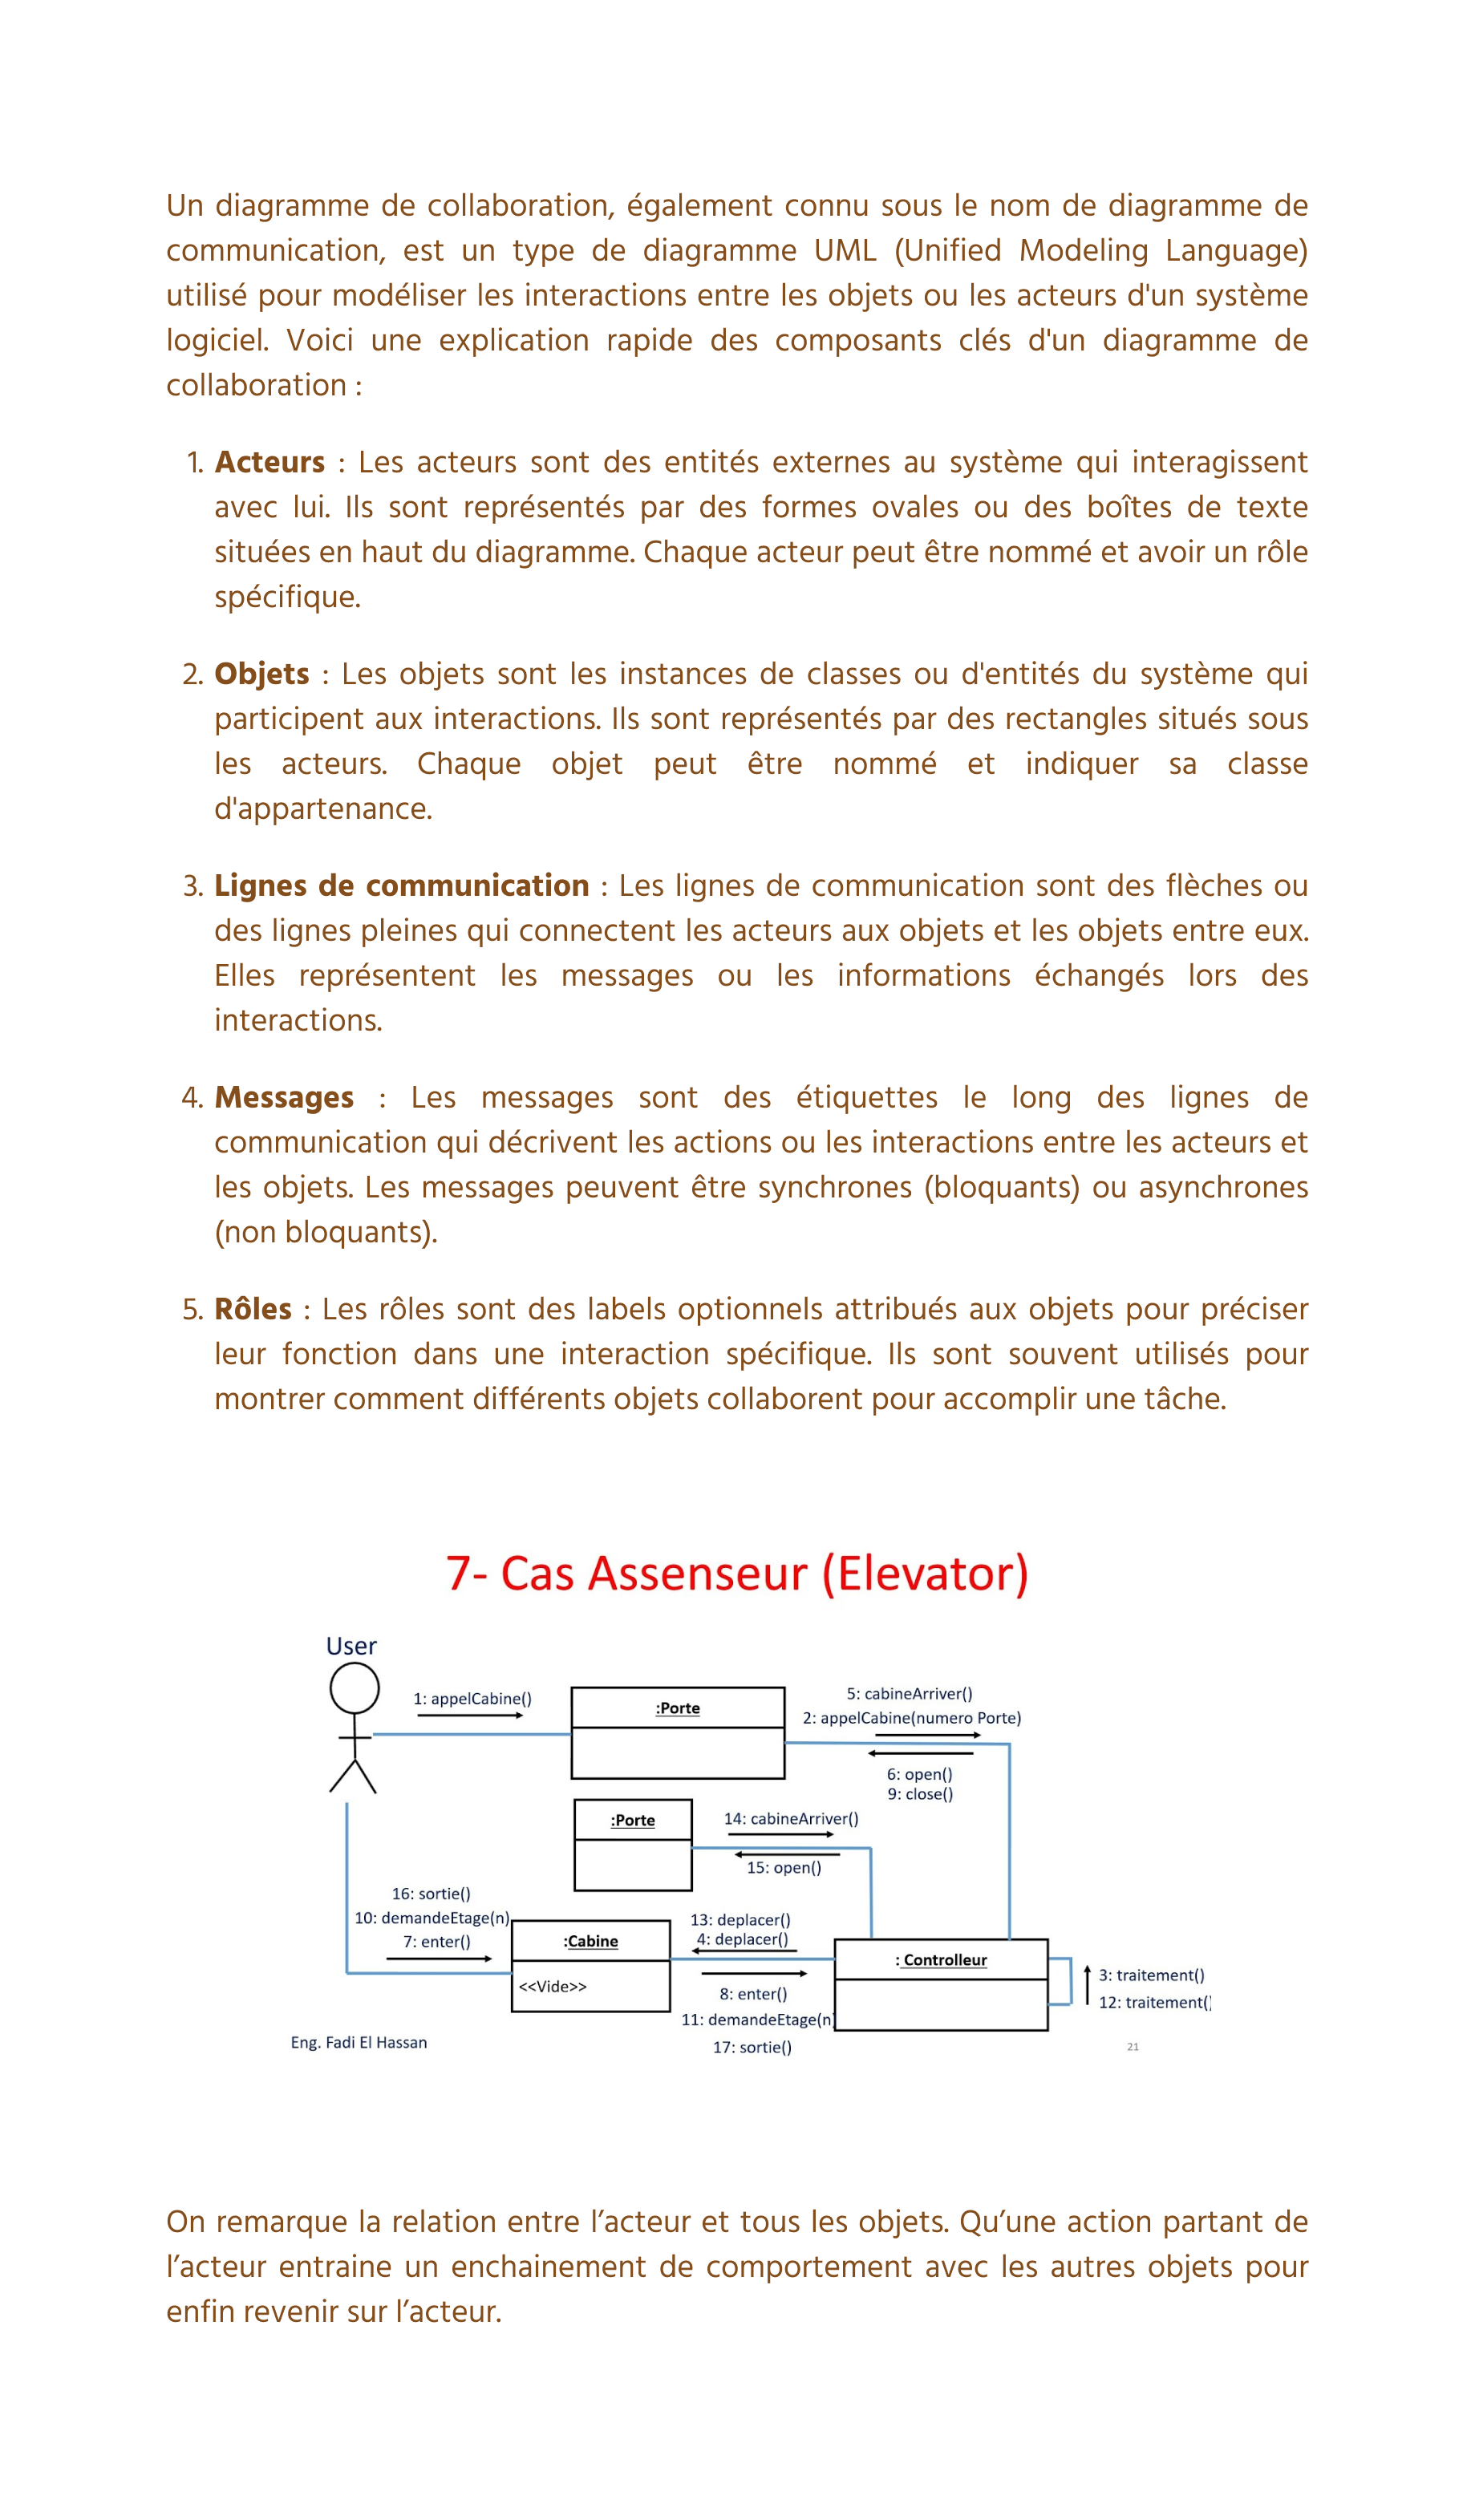 Un diagramme de collaboration, également connu sous le nom de diagramme de
communication, est un type de diagramme UML (Unified Modeling Language)
utilisé pour modéliser les interactions entre les objets ou les acteurs d'un système
logiciel. Voici une explication rapide des composants clés d'un diagramme de
collaboration :
1. Acteurs : Les acteurs sont des entités externes au système qui interagissent
avec lui. Ils sont représentés par des formes ovales ou des boîtes de texte
situées en haut du diagramme. Chaque acteur peut être nommé et avoir un rôle
spécifique.
2. Objets : Les objets sont les instances de classes ou d'entités du système qui
participent aux interactions. Ils sont représentés par des rectangles situés sous
les acteurs. Chaque objet peut être nommé et indiquer sa classe
d'appartenance.
3. Lignes de communication : Les lignes de communication sont des flèches ou
des lignes pleines qui connectent les acteurs aux objets et les objets entre eux.
Elles représentent les messages ou les informations échangés lors des
interactions.
4. Messages : Les messages sont des étiquettes le long des lignes de
communication qui décrivent les actions ou les interactions entre les acteurs et
les objets. Les messages peuvent être synchrones (bloquants) ou asynchrones
(non bloquants).
5. Rôles : Les rôles sont des labels optionnels attribués aux objets pour préciser
leur fonction dans une interaction spécifique. Ils sont souvent utilisés pour
montrer comment différents objets collaborent pour accomplir une tâche.
7- Cas Assenseur (Elevator)
User
1: appelCabine()
:Porte
5: cabineArriver()
2: appelCabine(numero Porte)
6: open()
9: close()
:Porte
14: cabineArriver()
15: open()
16: sortie()
10: demandeEtage(n)
7: enter()
:Cabine
<<Vide>>
13: deplacer()
4: deplacer()
8: enter()
11: demandeEtage(n)
17: sortie()
: Controlleur
3: traitement()
12: traitement()
Eng. Fadi El Hassan
21
On remarque la relation entre l’acteur et tous les objets. Qu’une action partant de
l’acteur entraine un enchainement de comportement avec les autres objets pour
enfin revenir sur l’acteur.